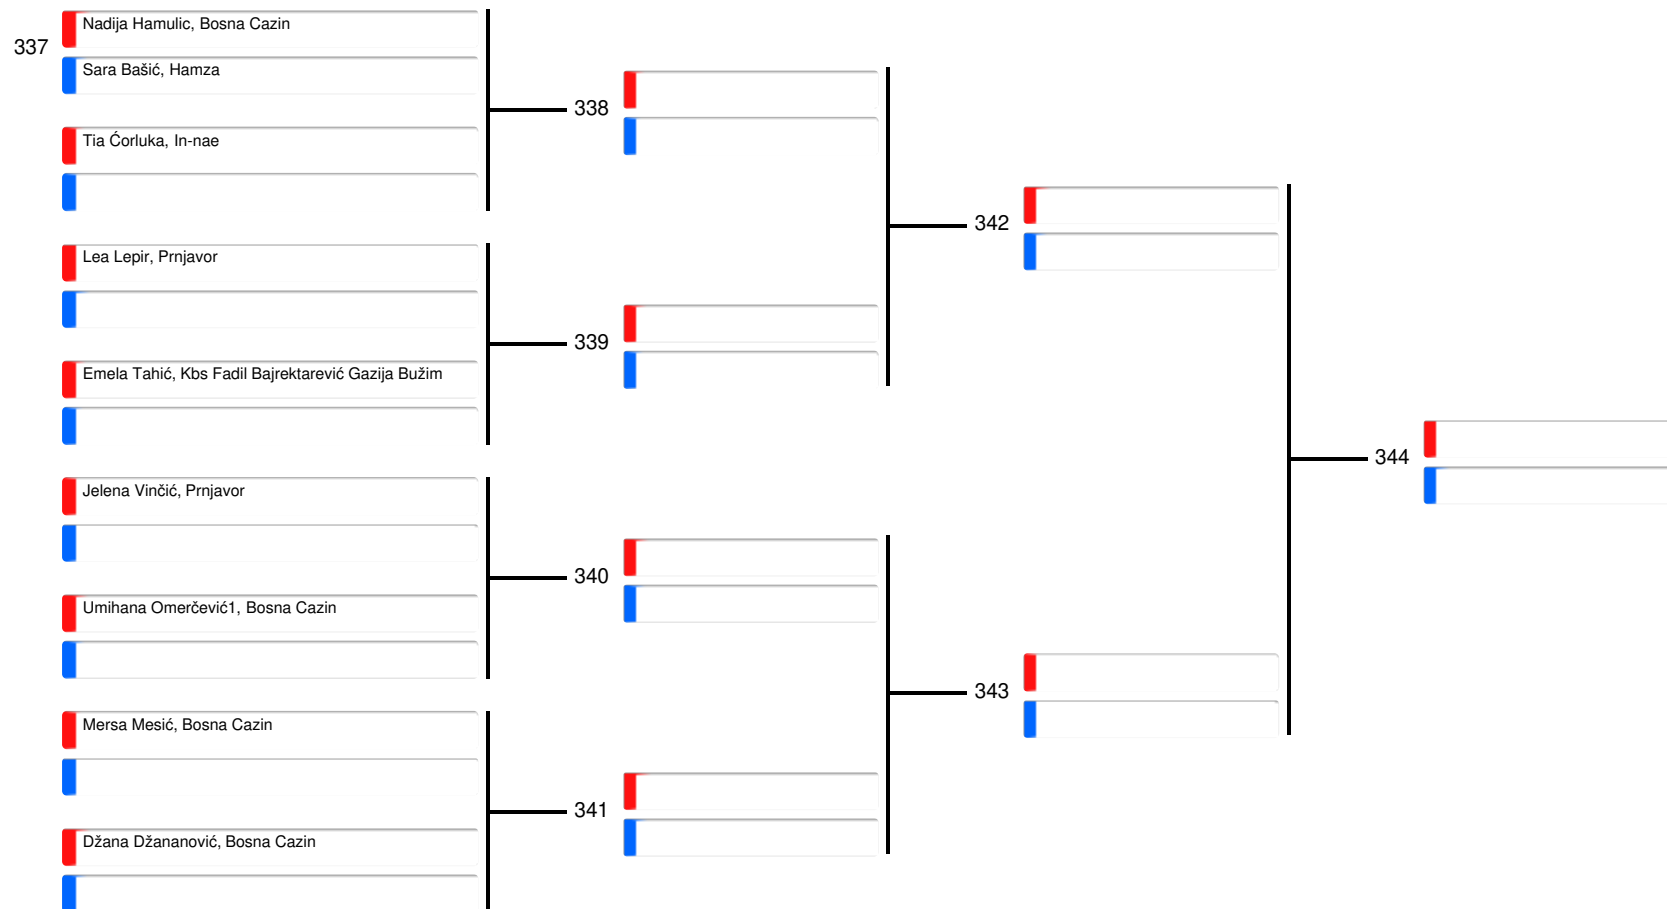 Nadija Hamulic, Bosna Cazin
337
Sara Bašić, Hamza
338
Tia Ćorluka, In-nae
342
Lea Lepir, Prnjavor
339
Emela Tahić, Kbs Fadil Bajrektarević Gazija Bužim
344
Jelena Vinčić, Prnjavor
340
Umihana Omerčević1, Bosna Cazin
343
Mersa Mesić, Bosna Cazin
341
Džana Džananović, Bosna Cazin